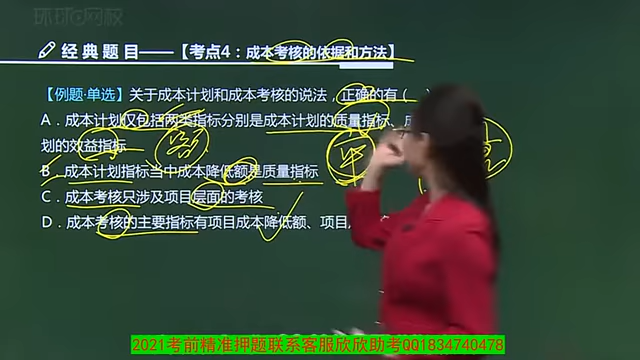 环球网校
经典题目——【考点4：成本考核的依据和方法】
【例题·单选】关于成本计划和成本考核的说法，正确的有（
A．成本计划仅包括两类指标分别是成本计划的质量指标、
划的效益指标
B．成本计划指标当中成本降低额是质量指标
C．成本考核只涉及项目层面的考核
D．成本考核的主要指标有项目成本降低额、项目
2021考前精准押题联系客服欣欣助考QQ1834740478